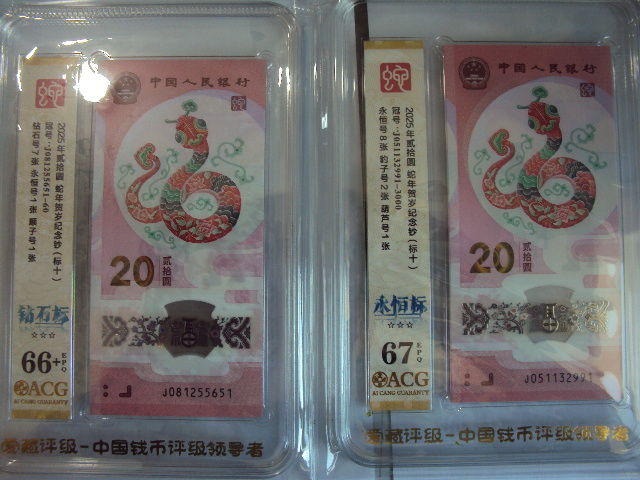 2025年贰拾圆 蛇年贺岁纪念钞（标十）
冠号：J081255651-60
钻石号7张 永恒号1张 顺子号1张
钻石标
☆☆☆
66+ EPQ
ACG
AI CANG GUARANTY
中国人民银行
蛇
20 贰拾圆
J081255651
爱藏评级-中国钱币评级领导者
2025年贰拾圆 蛇年贺岁纪念钞（标十）
冠号：J051132991-3000
永恒号8张 豹子号2张 葫芦号1张
永恒标
☆☆☆
67 EPQ
ACG
AI CANG GUARANTY
中国人民银行
蛇
20 贰拾圆
J051132991
爱藏评级-中国钱币评级领导者